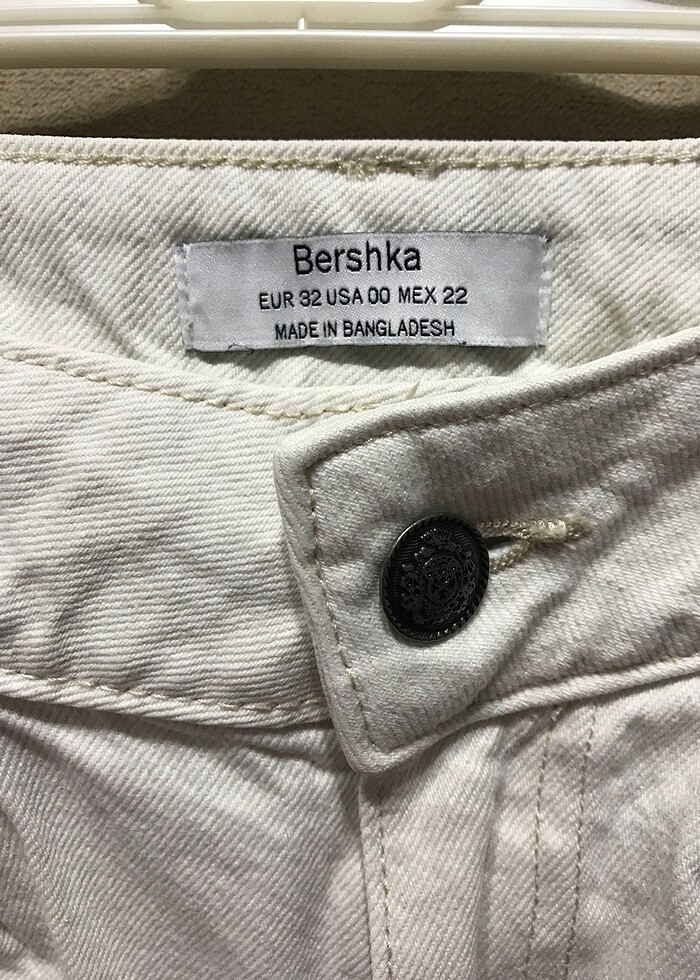 Bershka
EUR 32 USA 00 MEX 22
MADE IN BANGLADESH